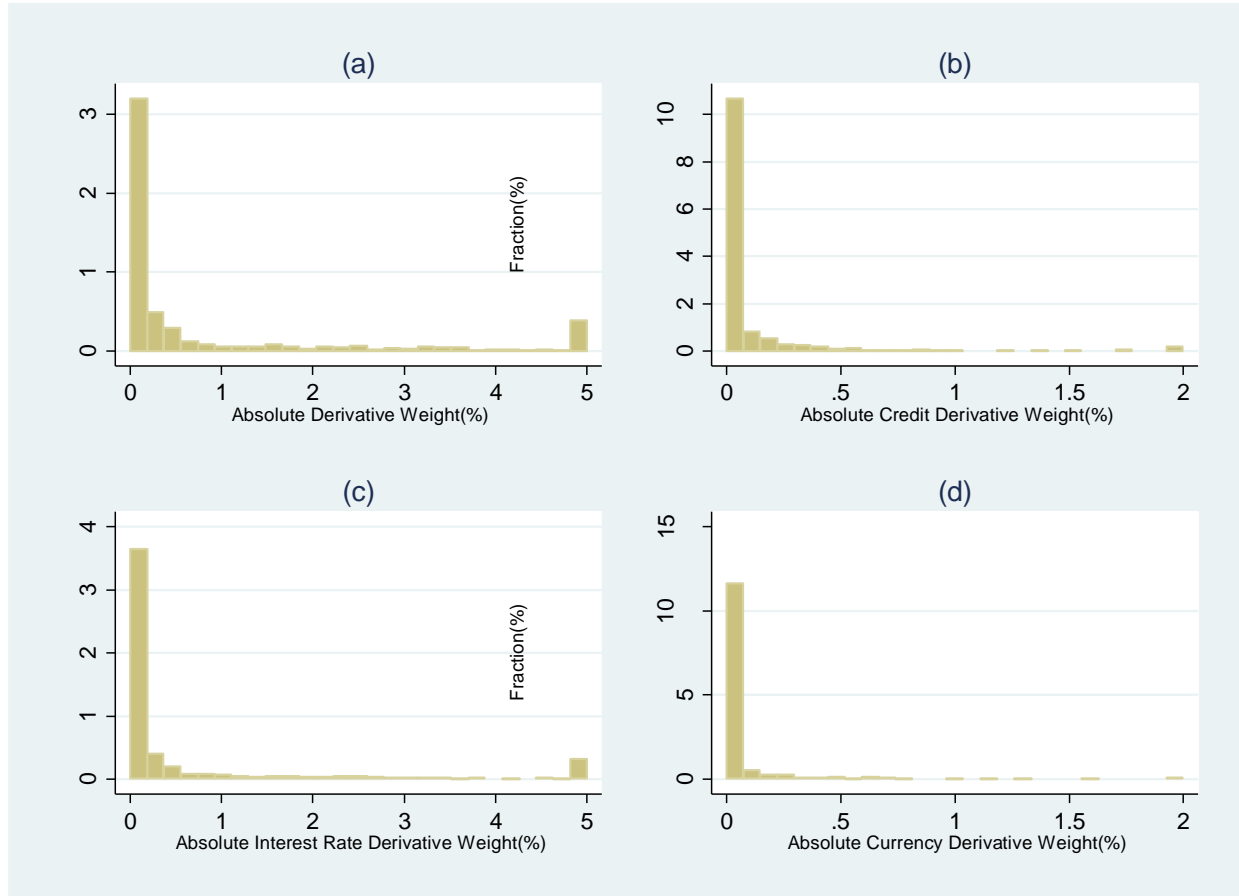 (a)
3
2
1
0
Fraction(%)
0 1 2 3 4 5
Absolute Derivative Weight(%)
(b)
10
8
6
4
2
0
0 .5 1 1.5 2
Absolute Credit Derivative Weight(%)
(c)
4
3
2
1
0
Fraction(%)
0 1 2 3 4 5
Absolute Interest Rate Derivative Weight(%)
(d)
15
10
5
0
0 .5 1 1.5 2
Absolute Currency Derivative Weight(%)